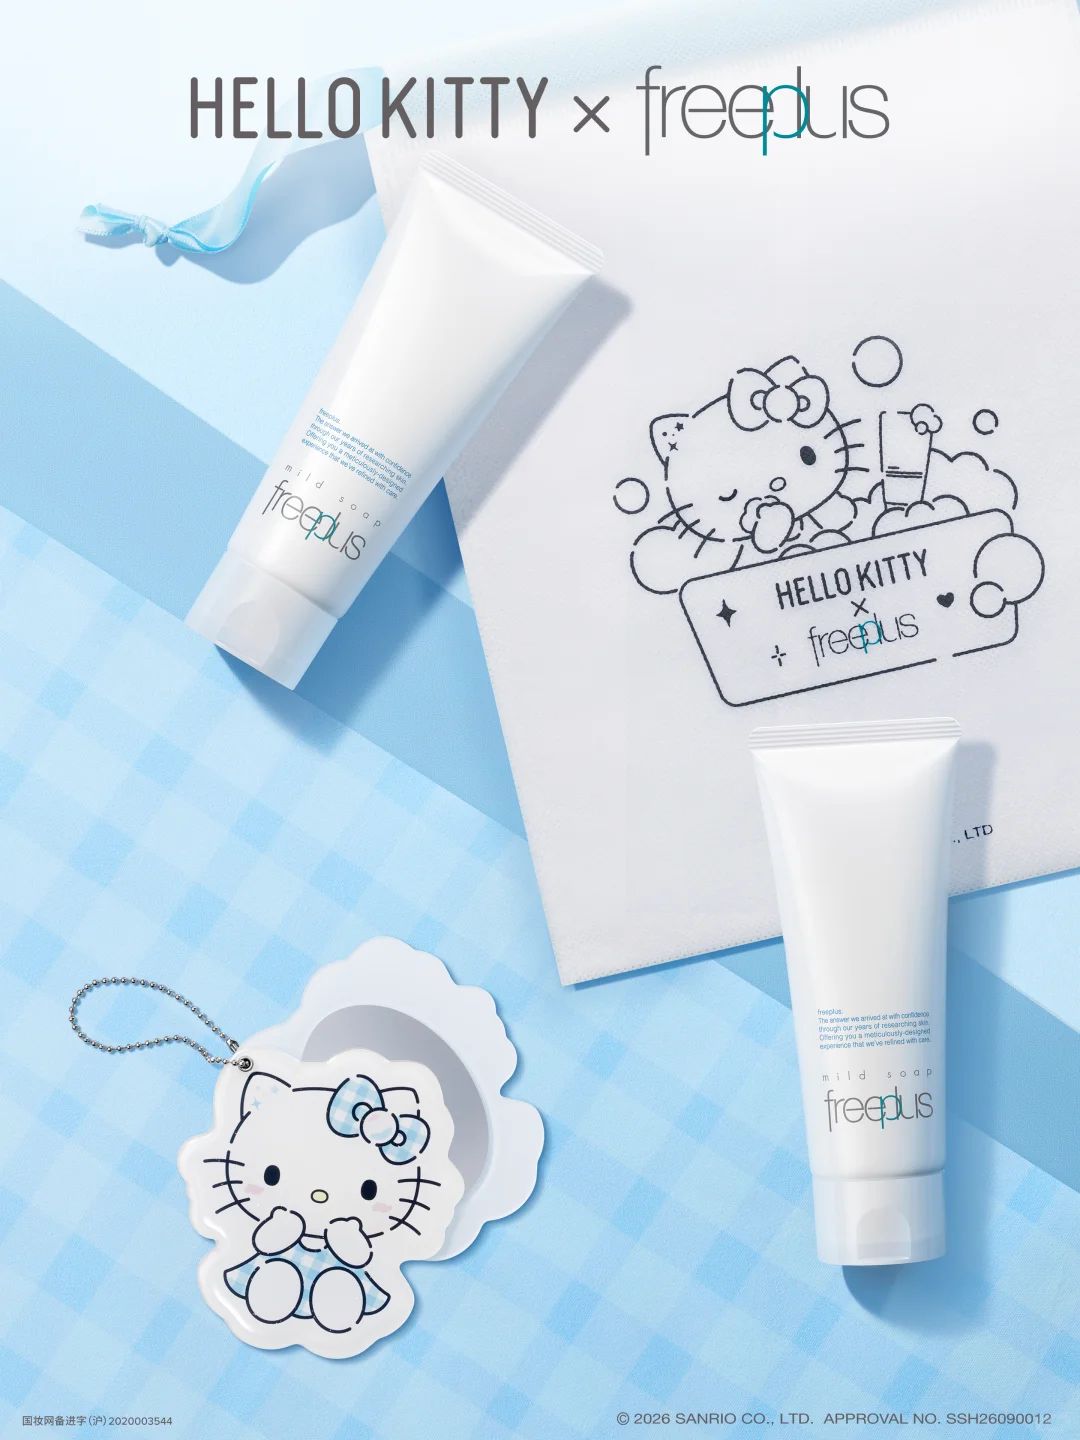 HELLO KITTY × freeplus
freeplus.
The answer we arrived at with confidence
through our years of researching skin.
Offering you a meticulously-designed
experience that we've refined with care.
mild soap
freeplus
HELLO KITTY
×
freeplus
., LTD
freeplus.
The answer we arrived at with confidence
through our years of researching skin.
Offering you a meticulously-designed
experience that we've refined with care.
mild soap
freeplus
国妆网备进字(沪)2020003544
© 2026 SANRIO CO., LTD. APPROVAL NO. SSH26090012